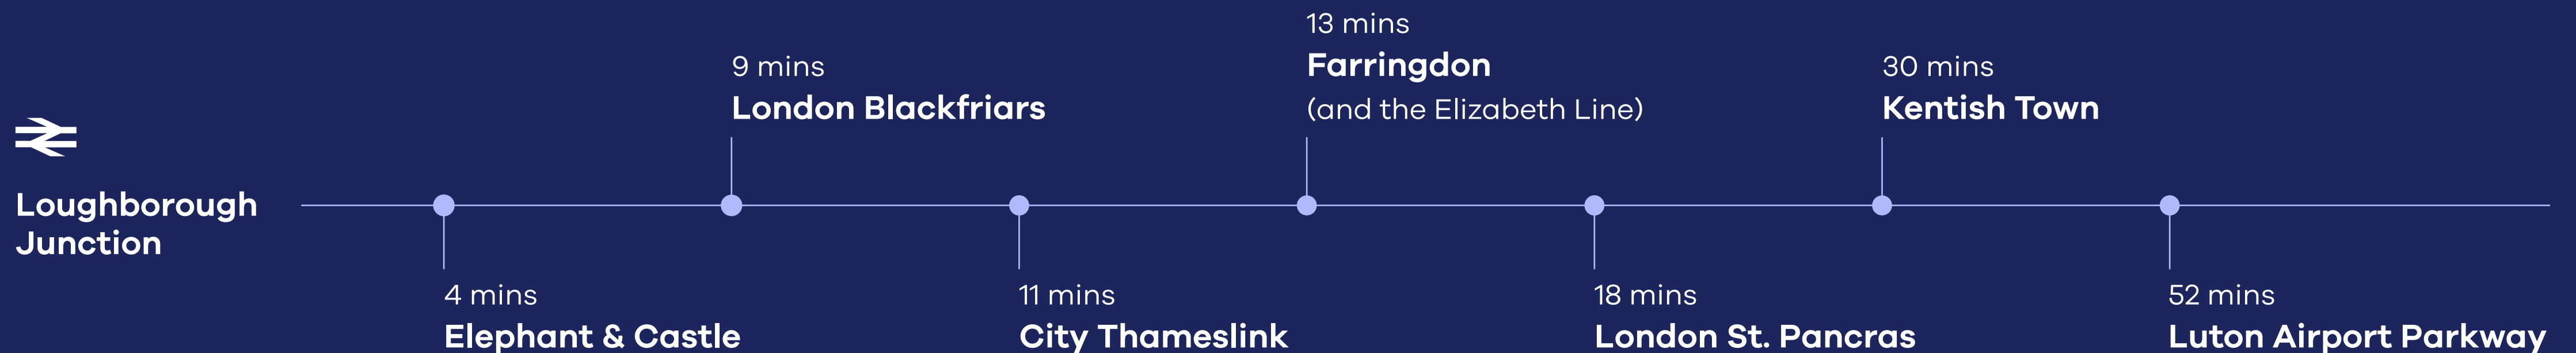 Loughborough
Junction
4 mins
Elephant & Castle
9 mins
London Blackfriars
11 mins
City Thameslink
13 mins
Farringdon
(and the Elizabeth Line)
18 mins
London St. Pancras
30 mins
Kentish Town
52 mins
Luton Airport Parkway